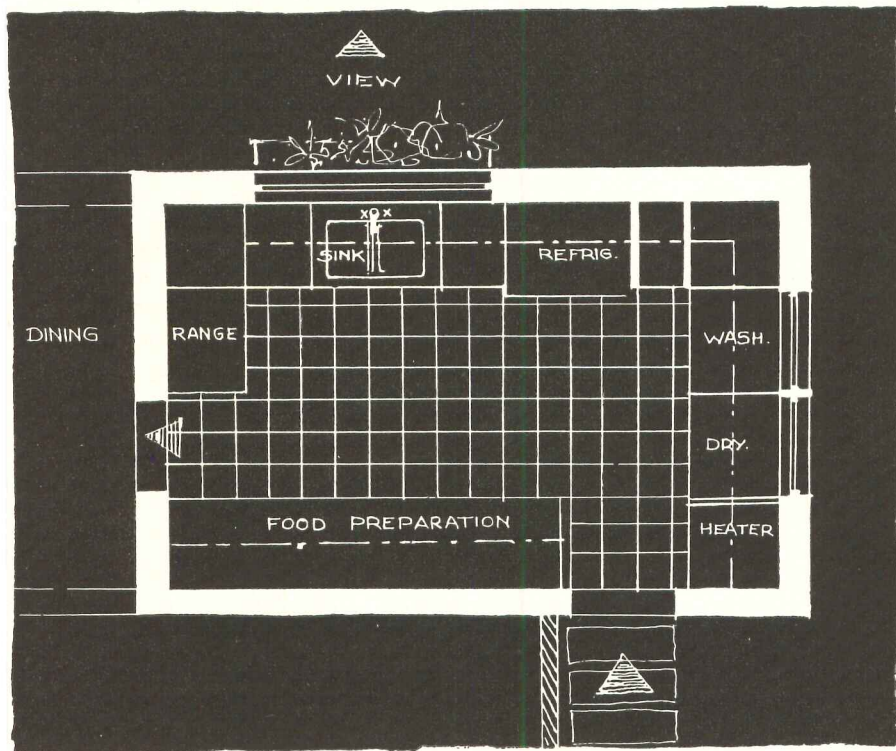 VIEW
SINK
REFRIG.
DINING
RANGE
WASH.
DRY.
FOOD PREPARATION
HEATER